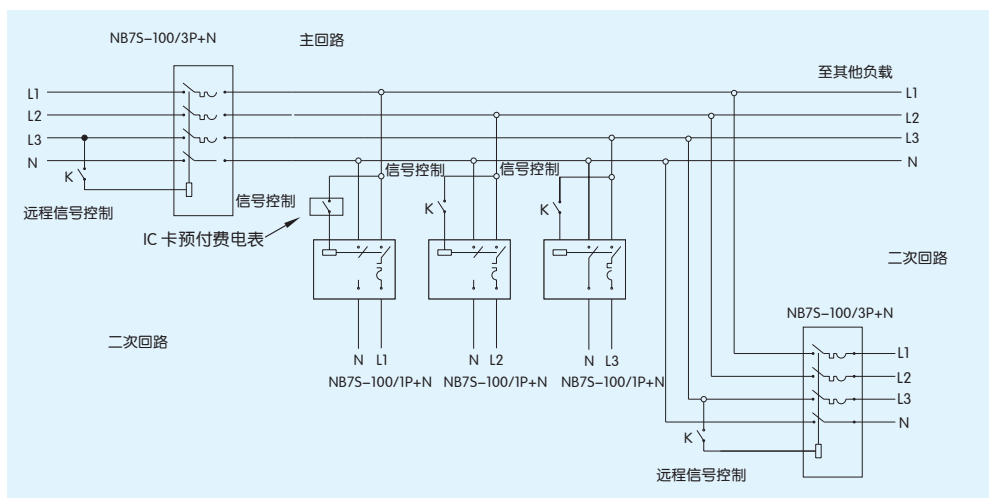 NB7S-100/3P+N
主回路
至其他负载
L1
L1
L2
L2
L3
L3
N
N
K
远程信号控制
信号控制
信号控制
信号控制
K
K
IC 卡预付费电表
二次回路
二次回路
NB7S-100/3P+N
N L1
N L2
N L3
NB7S-100/1P+N
NB7S-100/1P+N
NB7S-100/1P+N
L1
L2
L3
N
K
远程信号控制